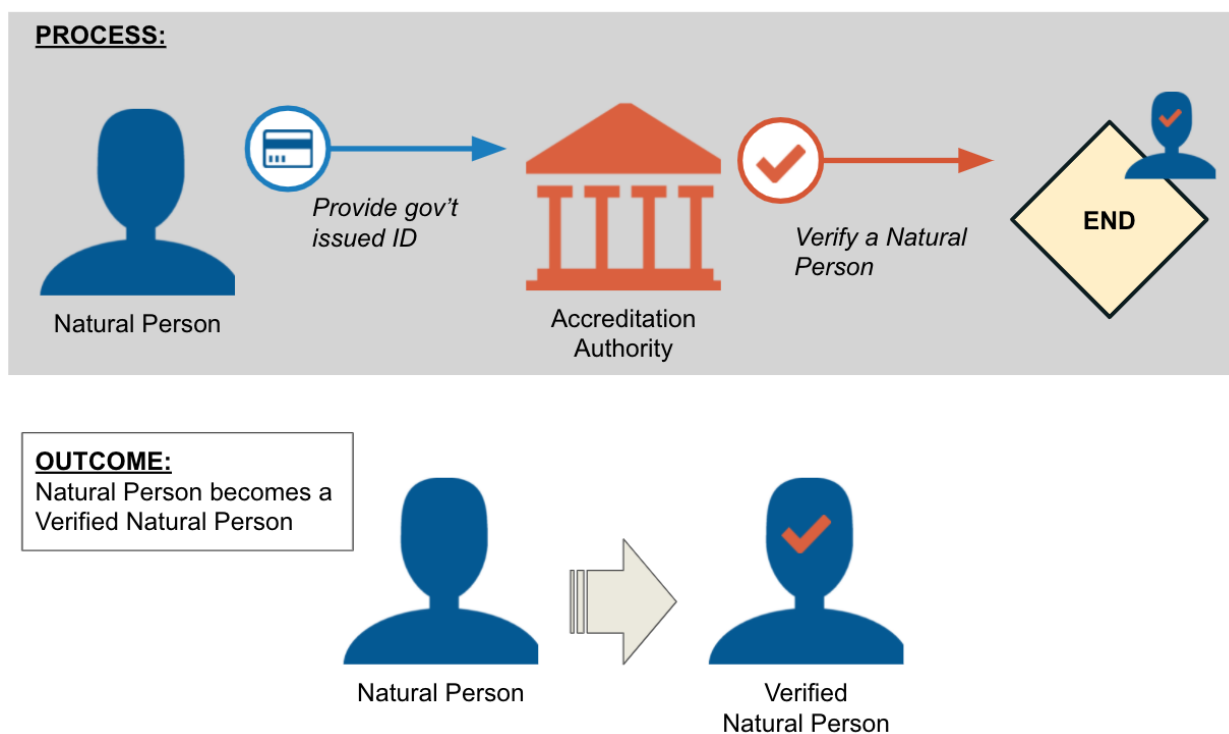 PROCESS:
Provide gov’t
issued ID
Verify a Natural
Person
END
Natural Person
Accreditation
Authority
OUTCOME:
Natural Person becomes a
Verified Natural Person
Natural Person
Verified
Natural Person